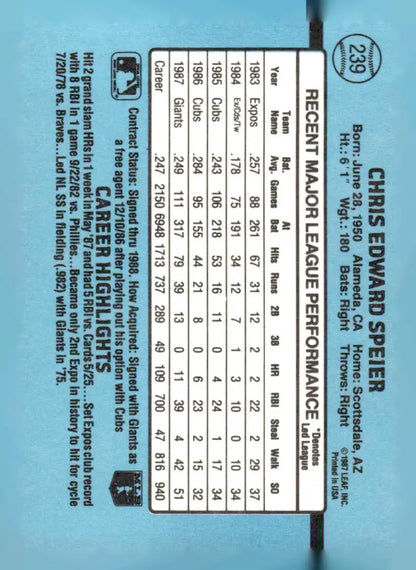 239
CHRIS EDWARD SPEIER
©1987 LEAF, INC.
Printed in USA
Born: June 28, 1950 Alameda, CA Home: Scottsdale, AZ
Ht.: 6' 1" Wgt.: 180 Bats: Right Throws: Right
RECENT MAJOR LEAGUE PERFORMANCE *Denotes Led League
Year Team Name Bat. Avg. Games At Bat Hits Runs 2B 3B HR RBI Steal Walk SO
1983 Expos .257 88 261 67 31 12 2 2 22 2 29 37
1984 Ex/Cds/Tw .178 75 191 34 12 7 1 3 10 0 10 34
1985 Cubs .243 106 218 53 16 11 0 4 24 1 17 34
1986 Cubs .284 95 155 44 21 8 0 6 23 2 15 32
1987 Giants .249 111 317 79 39 13 0 11 39 4 42 51
Career .247 2150 6948 1713 737 289 49 109 700 47 816 940
Contract Status: Signed thru 1988. How Acquired: Signed with Giants as
a free agent 12/10/86 after playing out his option with Cubs
MLB
CAREER HIGHLIGHTS
Hit 2 grand slam HRs in 1 week in May '87 and had 5 RBI vs. Cards 5/25....Set Expos club record
with 8 RBI in 1 game 9/22/82 vs. Phillies...Became only 2nd Expo in history to hit for cycle
7/20/78 vs. Braves...Led NL SS in fielding (.982) with Giants in '75.